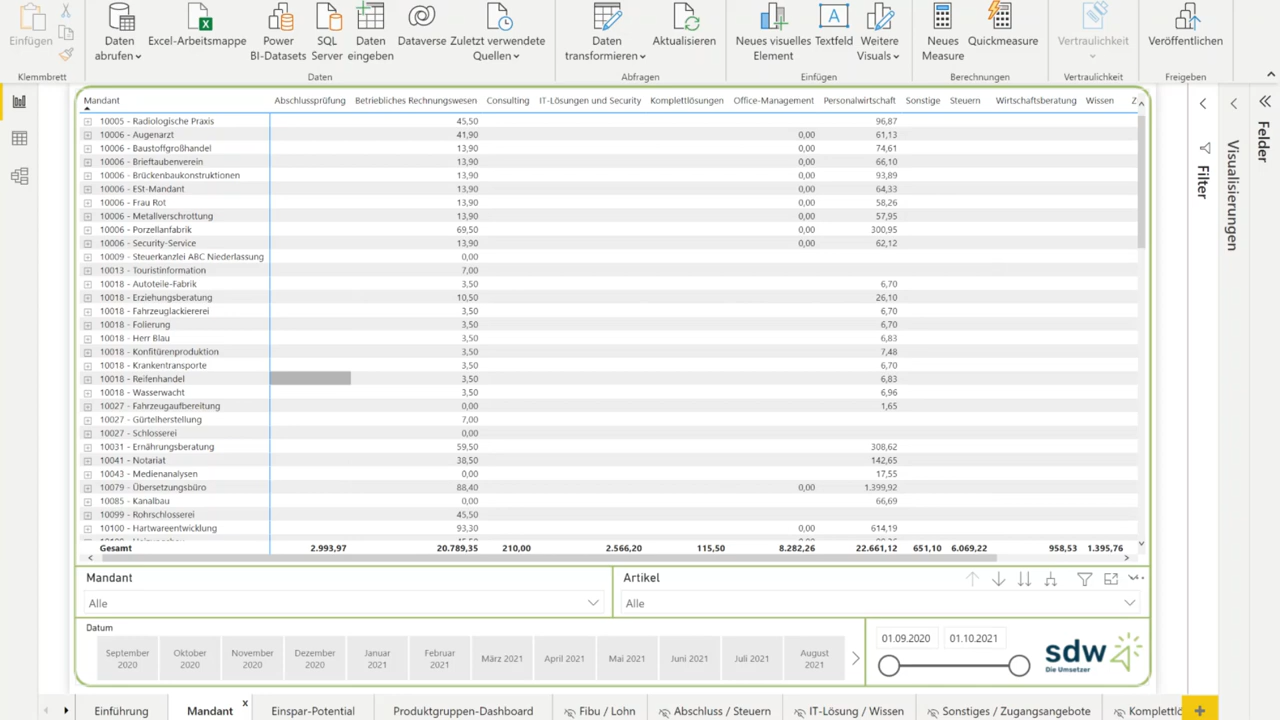 Einfügen
Daten abrufen
Excel-Arbeitsmappe
Power BI-Datasets
SQL Server
Daten eingeben
Dataverse
Zuletzt verwendete Quellen
Daten transformieren
Aktualisieren
Neues visuelles Element
Textfeld
Weitere Visuals
Neues Measure
Quickmeasure
Vertraulichkeit
Veröffentlichen
Klemmbrett Daten Abfragen Einfügen Berechnungen Vertraulichkeit Freigeben
Mandant Abschlussprüfung Betriebliches Rechnungswesen Consulting IT-Lösungen und Security Komplettlösungen Office-Management Personalwirtschaft Sonstige Steuern Wirtschaftsberatung Wissen Z
10005 - Radiologische Praxis 45,50 96,87
10006 - Augenarzt 41,90 0,00 61,13
10006 - Baustoffgroßhandel 13,90 0,00 74,61
10006 - Brieftaubenverein 13,90 0,00 66,10
10006 - Brückenbaukonstruktionen 13,90 0,00 93,89
10006 - ESt-Mandant 13,90 0,00 64,33
10006 - Frau Rot 13,90 0,00 58,26
10006 - Metallverschrottung 13,90 0,00 57,95
10006 - Porzellanfabrik 69,50 0,00 300,95
10006 - Security-Service 13,90 0,00 62,12
10009 - Steuerkanzlei ABC Niederlassung 0,00
10013 - Touristinformation 7,00
10018 - Autoteile-Fabrik 3,50 6,70
10018 - Erziehungsberatung 10,50 26,10
10018 - Fahrzeuglackiererei 3,50 6,70
10018 - Folierung 3,50 6,70
10018 - Herr Blau 3,50 6,83
10018 - Konfitürenproduktion 3,50 7,48
10018 - Krankentransporte 3,50 6,70
10018 - Reifenhandel 3,50 6,83
10018 - Wasserwacht 3,50 6,96
10027 - Fahrzeugaufbereitung 0,00 1,65
10027 - Gürtelherstellung 7,00
10027 - Schlosserei 0,00
10031 - Ernährungsberatung 59,50 308,62
10041 - Notariat 38,50 142,65
10043 - Medienanalysen 0,00 17,55
10079 - Übersetzungsbüro 88,40 0,00 1.399,92
10085 - Kanalbau 0,00 66,69
10099 - Rohrschlosserei 45,50
10100 - Hartwareentwicklung 93,30 0,00 614,19
Gesamt 2.993,97 20.789,35 210,00 2.566,20 115,50 8.282,26 22.661,12 651,10 6.069,22 958,53 1.395,76
Filter
Visualisierungen
Felder
Mandant
Alle
Artikel
Alle
Datum
September 2020
Oktober 2020
November 2020
Dezember 2020
Januar 2021
Februar 2021
März 2021
April 2021
Mai 2021
Juni 2021
Juli 2021
August 2021
01.09.2020 01.10.2021
sdw
Die Umsetzer
Einführung Mandant x Einspar-Potential Produktgruppen-Dashboard Fibu / Lohn Abschluss / Steuern IT-Lösung / Wissen Sonstiges / Zugangsangebote Komplettlö +